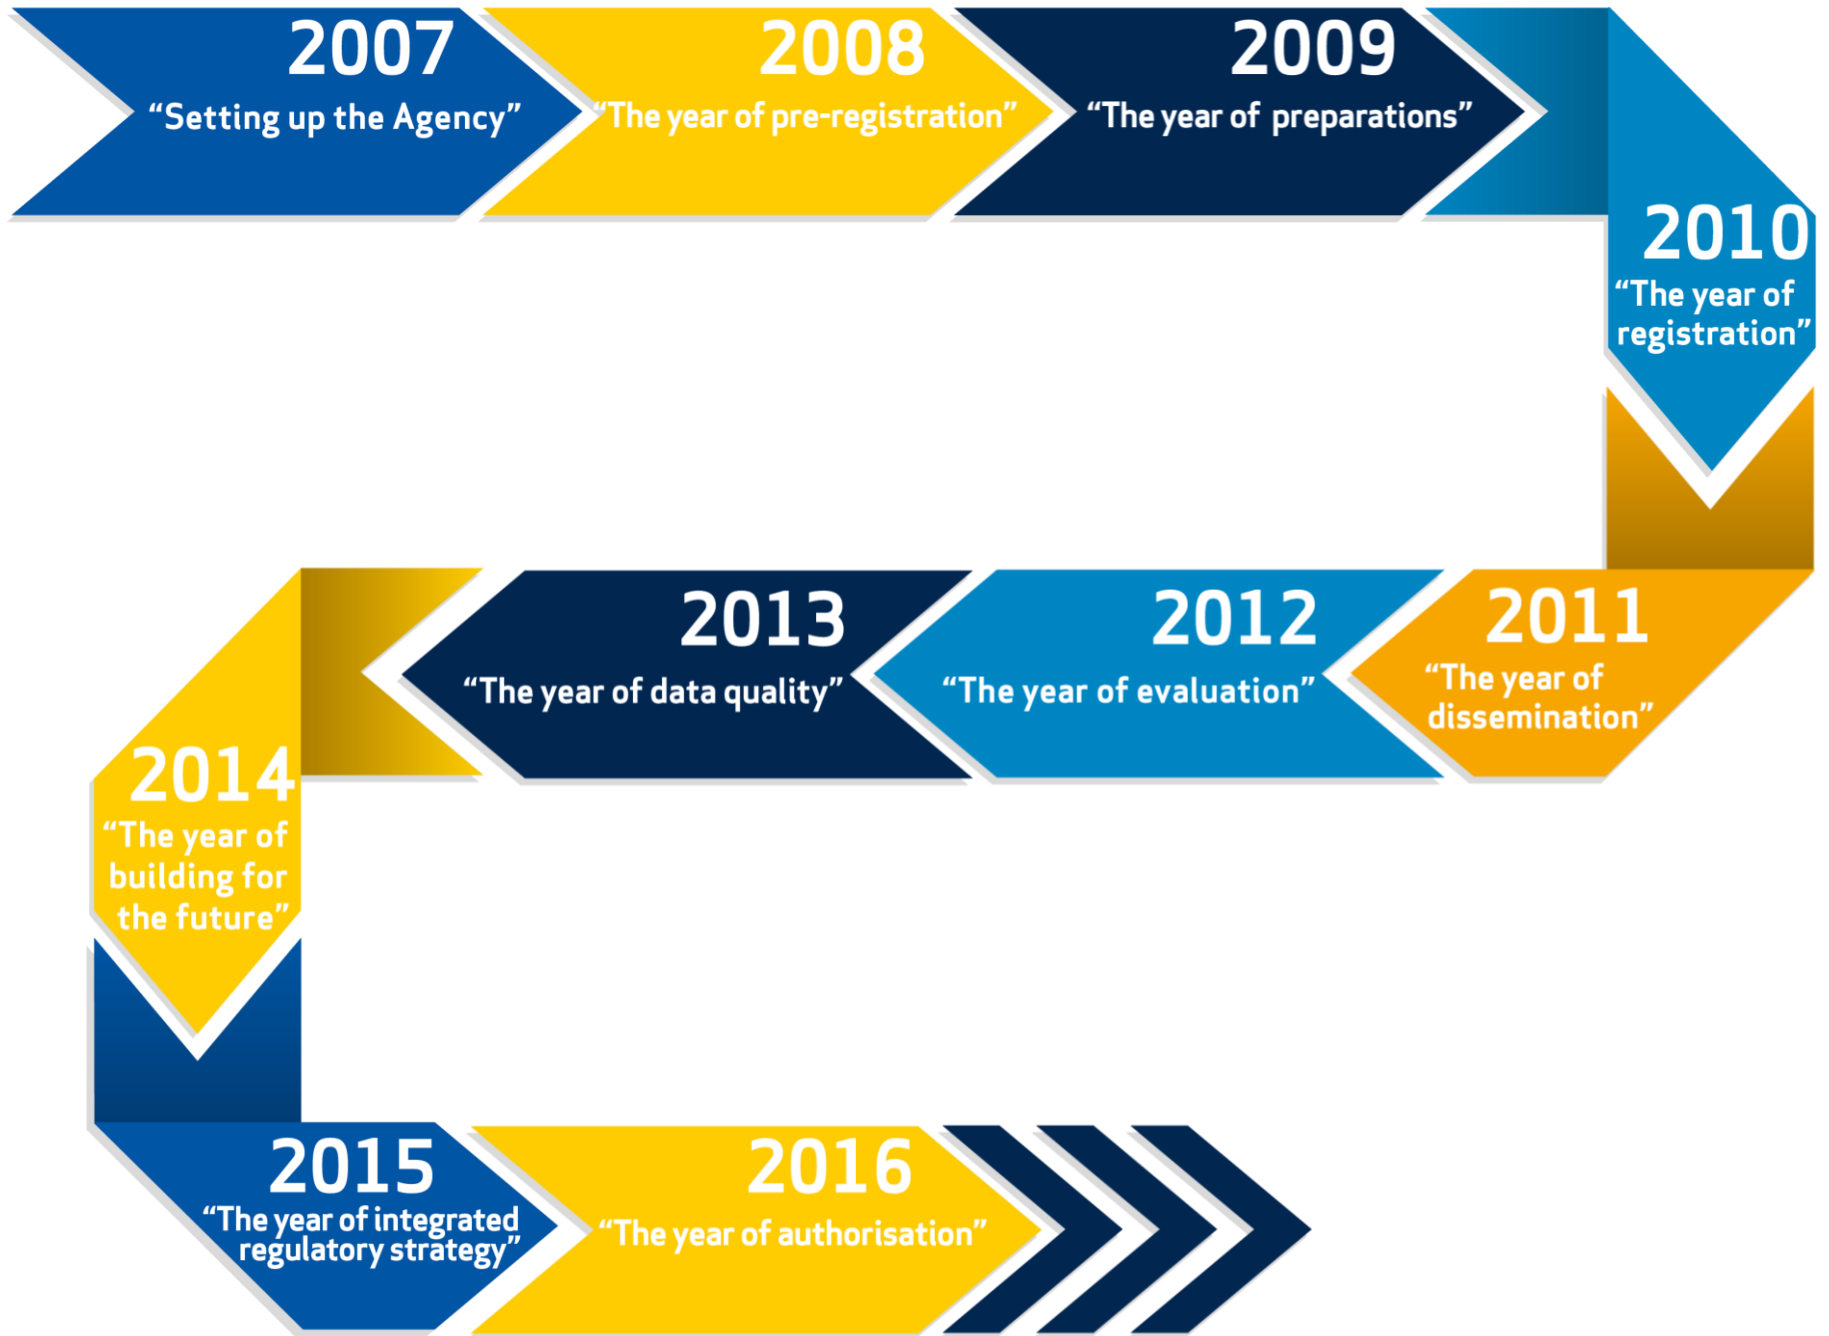 2007
“Setting up the Agency”
2008
“The year of pre-registration”
2009
“The year of preparations”
2010
“The year of
registration”
2011
“The year of
dissemination”
2012
“The year of evaluation”
2013
“The year of data quality”
2014
“The year of
building for
the future”
2015
“The year of integrated
regulatory strategy”
2016
“The year of authorisation”